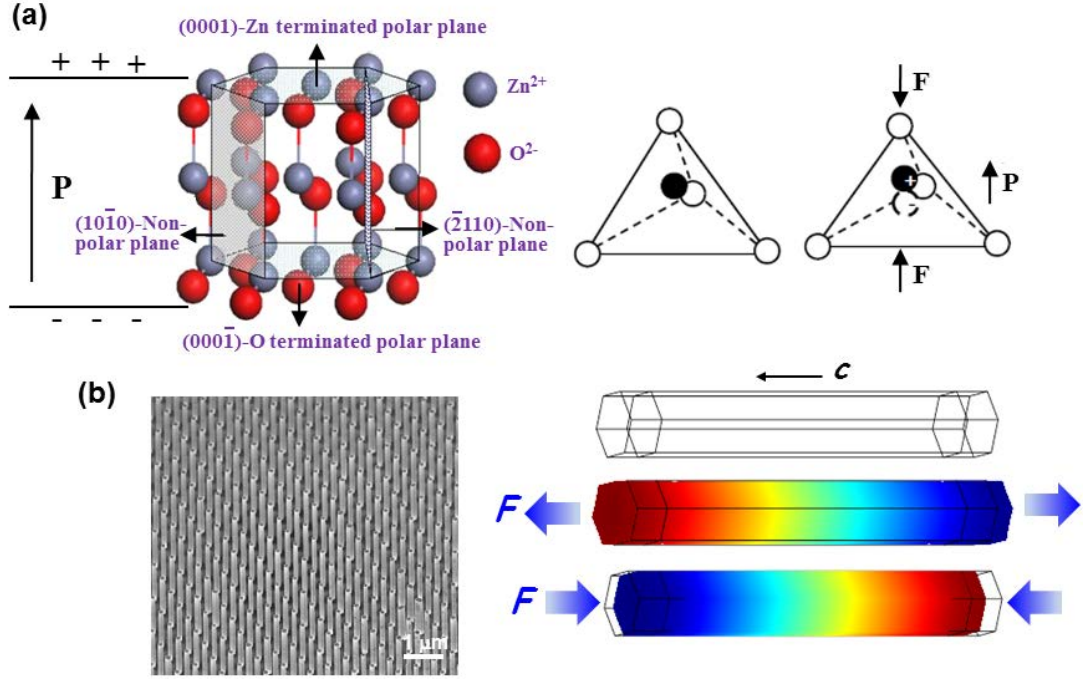 (a)
(0001)-Zn terminated polar plane
+ + +
P
Zn²⁺
O²⁻
(101̄0)-Non-
polar plane
(2̄110)-Non-
polar plane
- - -
(0001̄)-O terminated polar plane
F
+
-
P
F
(b)
1 μm
c
F
F